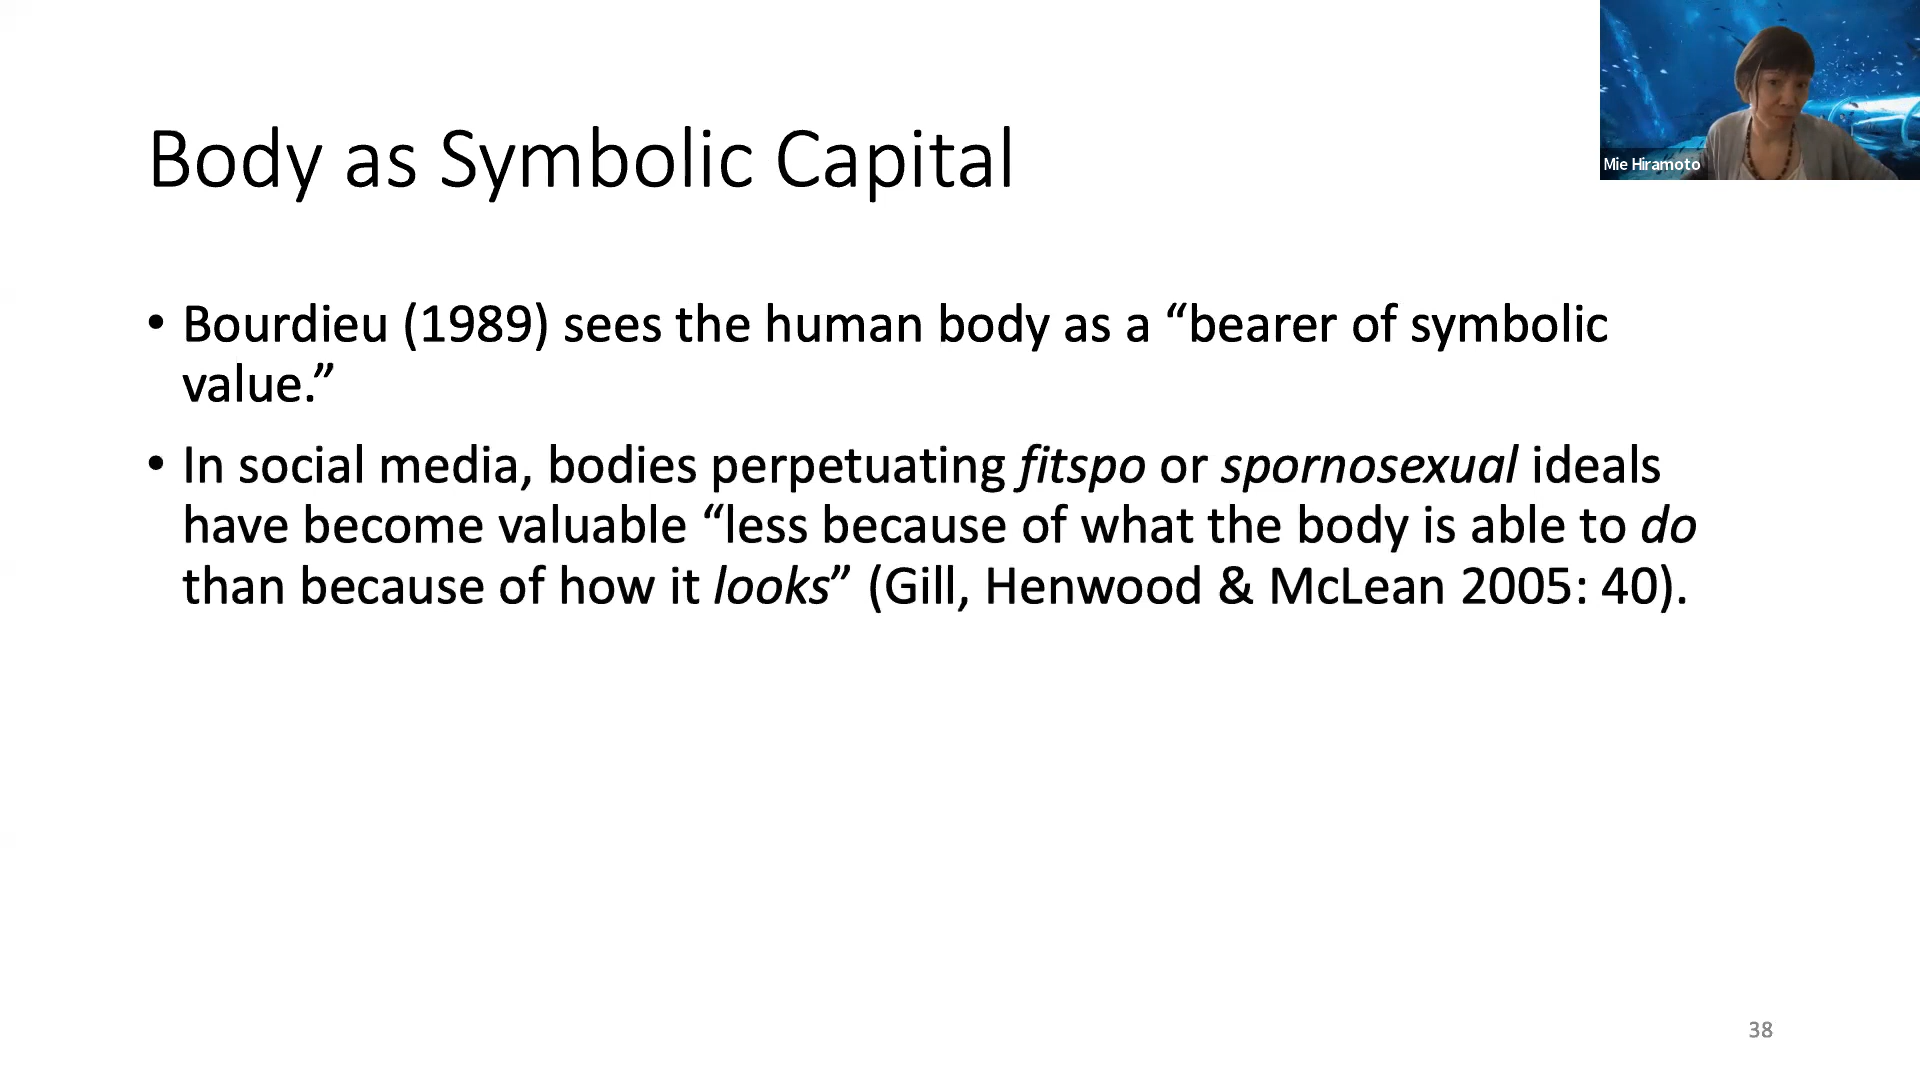 Mie Hiramoto
Body as Symbolic Capital
• Bourdieu (1989) sees the human body as a “bearer of symbolic
value.”
• In social media, bodies perpetuating fitspo or spornosexual ideals
have become valuable “less because of what the body is able to do
than because of how it looks” (Gill, Henwood & McLean 2005: 40).
38